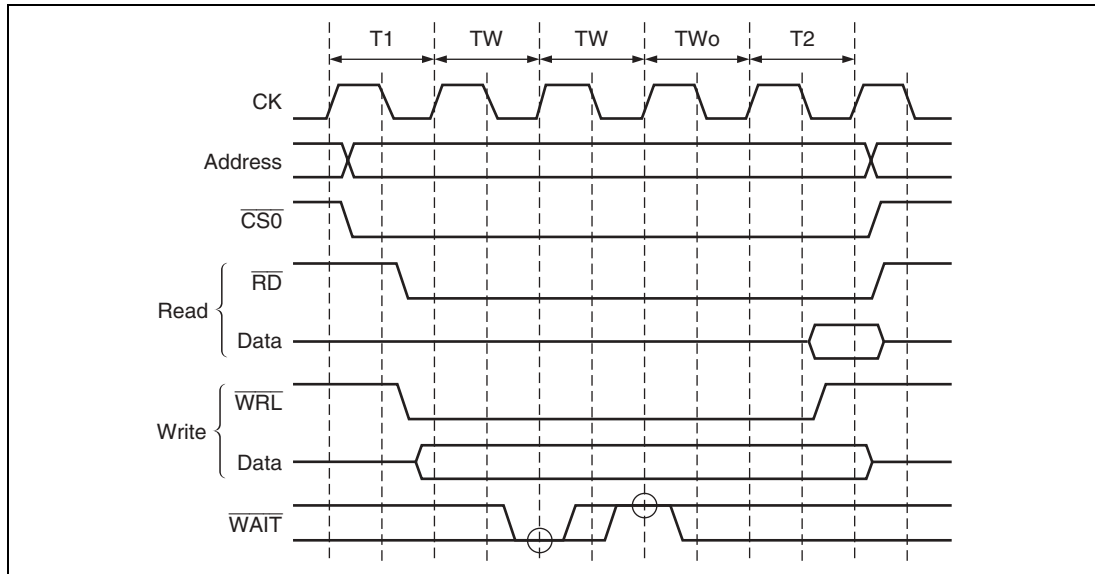 T1 TW TW TWo T2
CK
Address
CS0
RD
Read
Data
WRL
Write
Data
WAIT